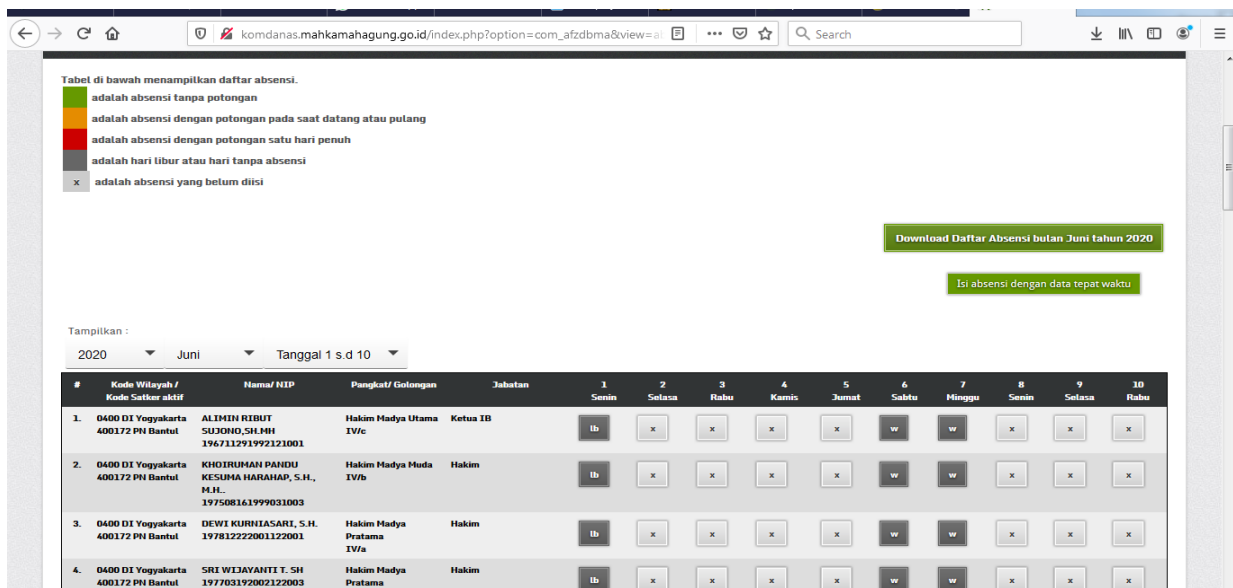 komdanas.mahkamahagung.go.id/index.php?option=com_afzdbma&view=a
Search
Tabel di bawah menampilkan daftar absensi.
adalah absensi tanpa potongan
adalah absensi dengan potongan pada saat datang atau pulang
adalah absensi dengan potongan satu hari penuh
adalah hari libur atau hari tanpa absensi
x adalah absensi yang belum diisi
Download Daftar Absensi bulan Juni tahun 2020
Isi absensi dengan data tepat waktu
Tampilkan :
2020 Juni Tanggal 1 s.d 10
# Kode Wilayah / Nama/ NIP Pangkat/ Golongan Jabatan 1 2 3 4 5 6 7 8 9 10
Kode Satker aktif Senin Selasa Rabu Kamis Jumat Sabtu Minggu Senin Selasa Rabu
1. 0400 DI Yogyakarta ALIMIN RIBUT Hakim Madya Utama Ketua IB
400172 PN Bantul SUJONO,SH.MH IVc lb x x x x w w x x x
196711291992121001
2. 0400 DI Yogyakarta KHOIRUMAN PANDU Hakim Madya Muda Hakim
400172 PN Bantul KESUMA HARAHAP, S.H., IVb lb x x x x w w x x x
M.H..
197508161999031003
3. 0400 DI Yogyakarta DEWI KURNIASARI, S.H. Hakim Madya Hakim
400172 PN Bantul 197812222001122001 Pratama lb x x x x w w x x x
IVa
4. 0400 DI Yogyakarta SRI WIJAYANTI T. SH Hakim Madya Hakim
400172 PN Bantul 197703192002122003 Pratama lb x x x x w w x x x